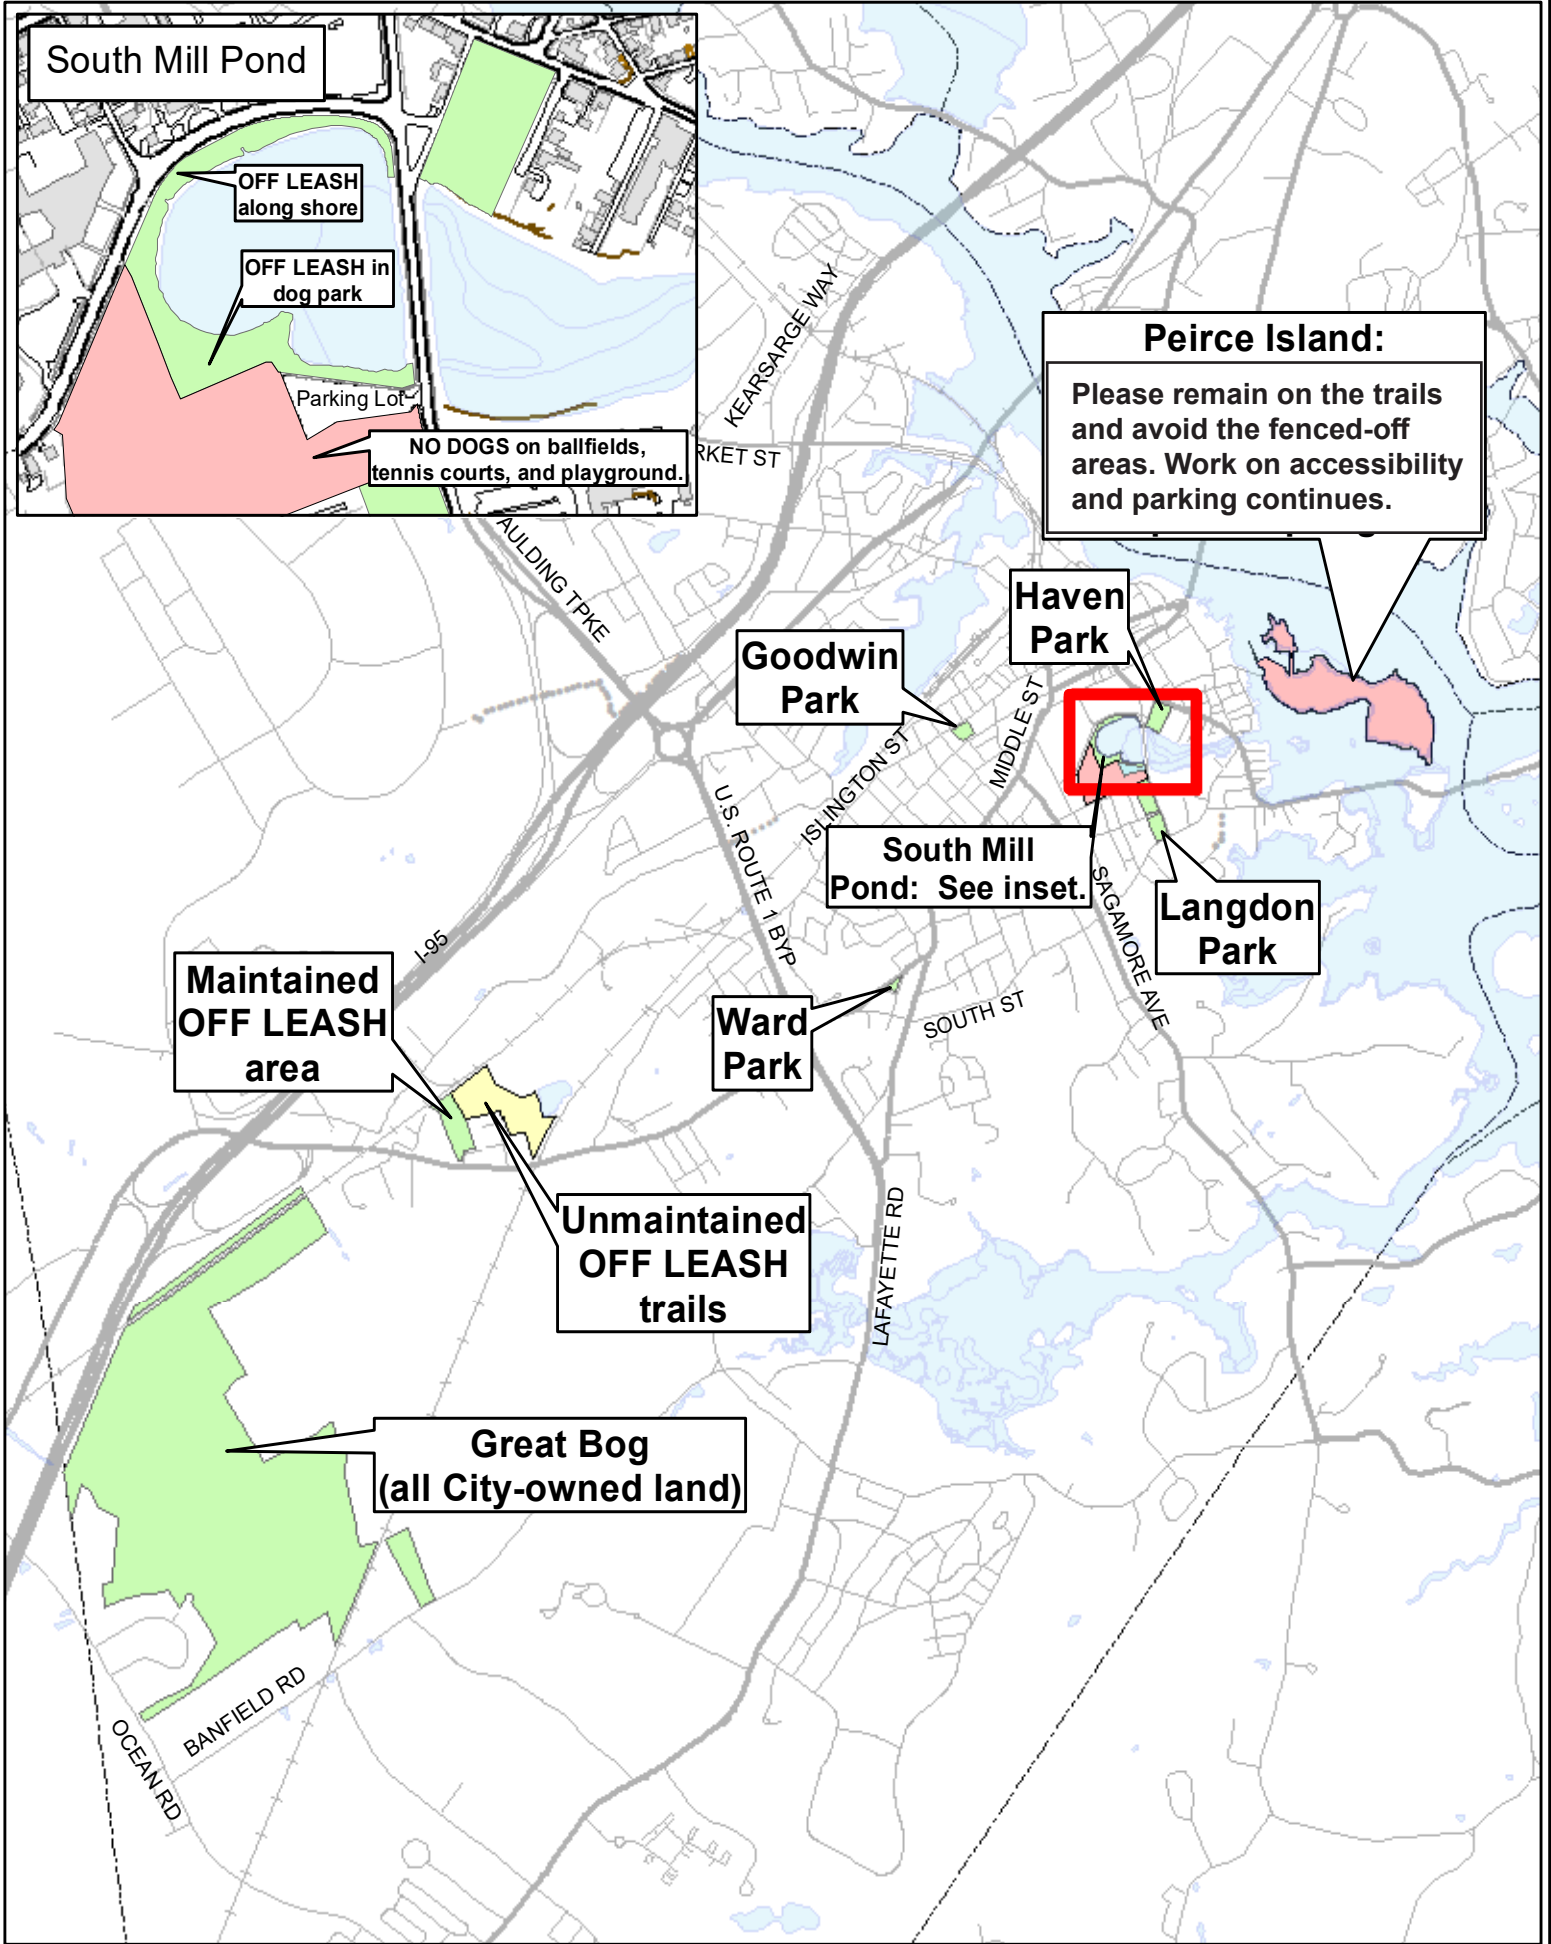 South Mill Pond
OFF LEASH
along shore
OFF LEASH in
dog park
Parking Lot
NO DOGS on ballfields,
tennis courts, and playground.
KEARSARGE WAY
RKET ST
Peirce Island:
Please remain on the trails
and avoid the fenced-off
areas. Work on accessibility
and parking continues.
AULDING TPKE
Haven
Park
Goodwin
Park
MIDDLE ST
ISLINGTON ST
U.S. ROUTE 1 BYP
South Mill
Pond: See inset.
SAGAMORE AVE
Langdon
Park
I-95
Maintained
OFF LEASH
area
Ward
Park
SOUTH ST
Unmaintained
OFF LEASH
trails
LAFAYETTE RD
Great Bog
(all City-owned land)
BANFIELD RD
OCEAN RD